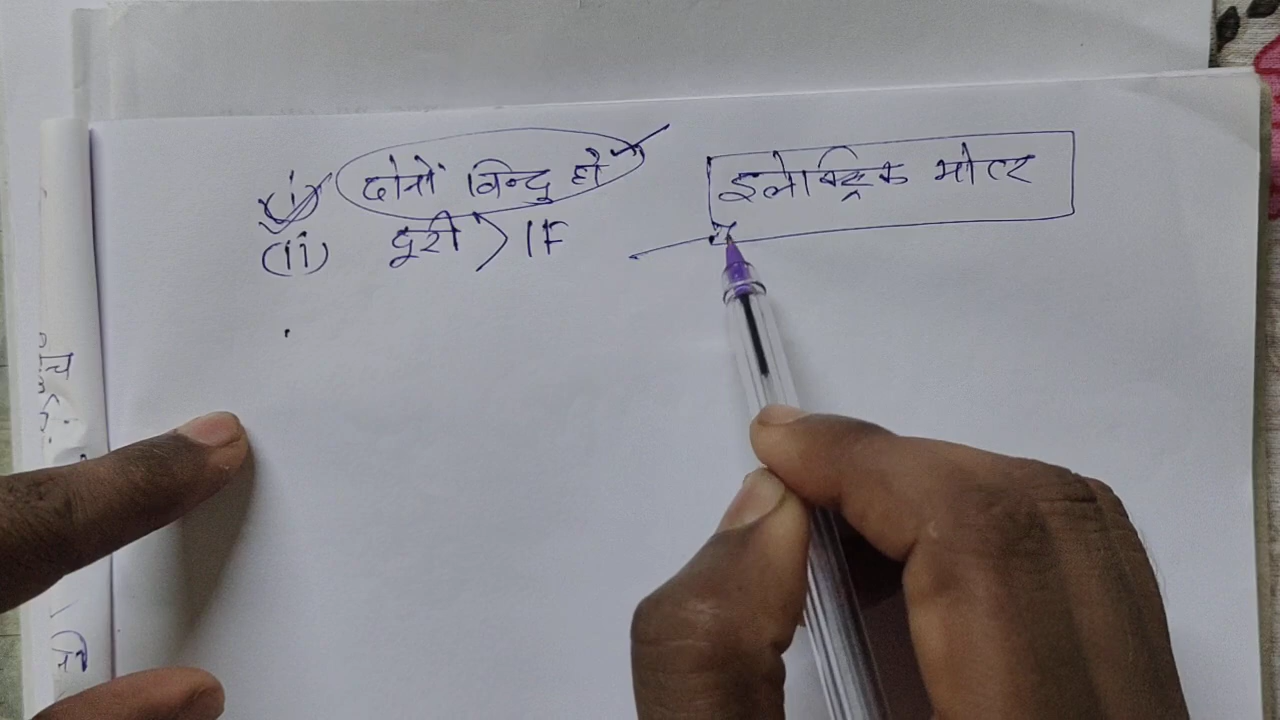 (i) दोनों बिन्दु हो
(ii) दूरी > 1F
इलेक्ट्रिक मोटर